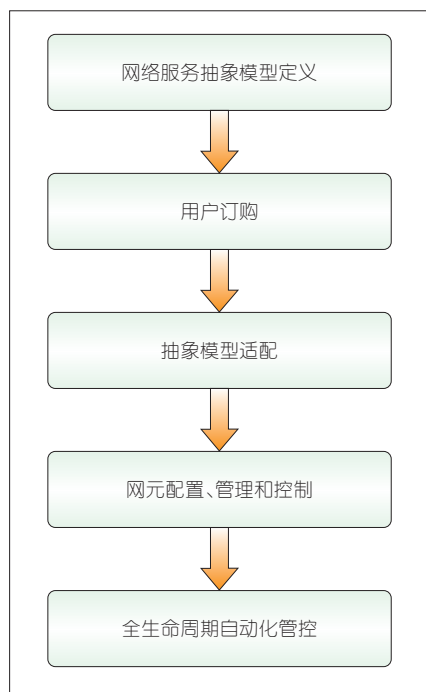 网络服务抽象模型定义
用户订购
抽象模型适配
网元配置、管理和控制
全生命周期自动化管控